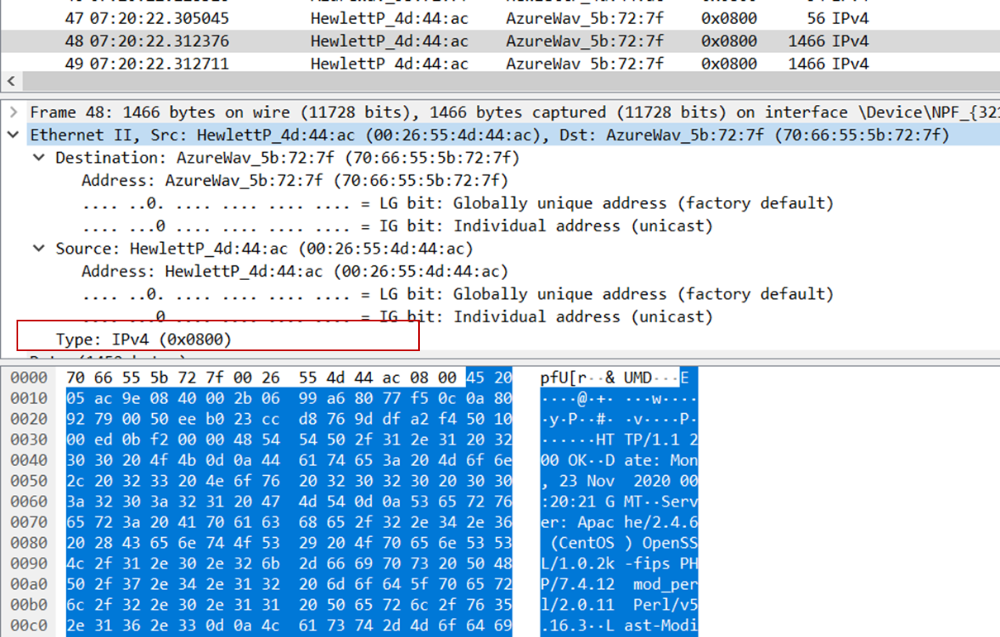 47 07:20:22.305045 HewlettP_4d:44:ac AzureWav_5b:72:7f 0x0800 56 IPv4
48 07:20:22.312376 HewlettP_4d:44:ac AzureWav_5b:72:7f 0x0800 1466 IPv4
49 07:20:22.312711 HewlettP_4d:44:ac AzureWav_5b:72:7f 0x0800 1466 IPv4
Frame 48: 1466 bytes on wire (11728 bits), 1466 bytes captured (11728 bits) on interface \Device\NPF_{321
Ethernet II, Src: HewlettP_4d:44:ac (00:26:55:4d:44:ac), Dst: AzureWav_5b:72:7f (70:66:55:5b:72:7f)
Destination: AzureWav_5b:72:7f (70:66:55:5b:72:7f)
Address: AzureWav_5b:72:7f (70:66:55:5b:72:7f)
.... ..0. .... .... .... .... = LG bit: Globally unique address (factory default)
.... ...0 .... .... .... .... = IG bit: Individual address (unicast)
Source: HewlettP_4d:44:ac (00:26:55:4d:44:ac)
Address: HewlettP_4d:44:ac (00:26:55:4d:44:ac)
.... ..0. .... .... .... .... = LG bit: Globally unique address (factory default)
.... ...0 .... .... .... .... = IG bit: Individual address (unicast)
Type: IPv4 (0x0800)
0000 70 66 55 5b 72 7f 00 26 55 4d 44 ac 08 00 45 20 pfU[r··& UMD···E
0010 05 ac 9e 08 40 00 2b 06 99 a6 80 77 f5 0c 0a 80 ····@·+· ···w····
0020 92 79 00 50 ee b0 23 cc d8 76 9d df a2 f4 50 10 ·y·P··#· ·v····P·
0030 00 ed 0b f2 00 00 48 54 54 50 2f 31 2e 31 20 32 ······HT TP/1.1 2
0040 30 30 20 4f 4b 0d 0a 44 61 74 65 3a 20 4d 6f 6e 00 OK··D ate: Mon
0050 2c 20 32 33 20 4e 6f 76 20 32 30 32 30 20 30 30 , 23 Nov 2020 00
0060 3a 32 30 3a 32 31 20 47 4d 54 0d 0a 53 65 72 76 :20:21 G MT··Serv
0070 65 72 3a 20 41 70 61 63 68 65 2f 32 2e 34 2e 36 er: Apac he/2.4.6
0080 20 28 43 65 6e 74 4f 53 29 20 4f 70 65 6e 53 53 (CentOS ) OpenSS
0090 4c 2f 31 2e 30 2e 32 6b 2d 66 69 70 73 20 50 48 L/1.0.2k -fips PH
00a0 50 2f 37 2e 34 2e 31 32 20 6d 6f 64 5f 70 65 72 P/7.4.12 mod_per
00b0 6c 2f 32 2e 30 2e 31 31 20 50 65 72 6c 2f 76 35 l/2.0.11 Perl/v5
00c0 2e 31 36 2e 33 0d 0a 4c 61 73 74 2d 4d 6f 64 69 .16.3··L ast-Modi